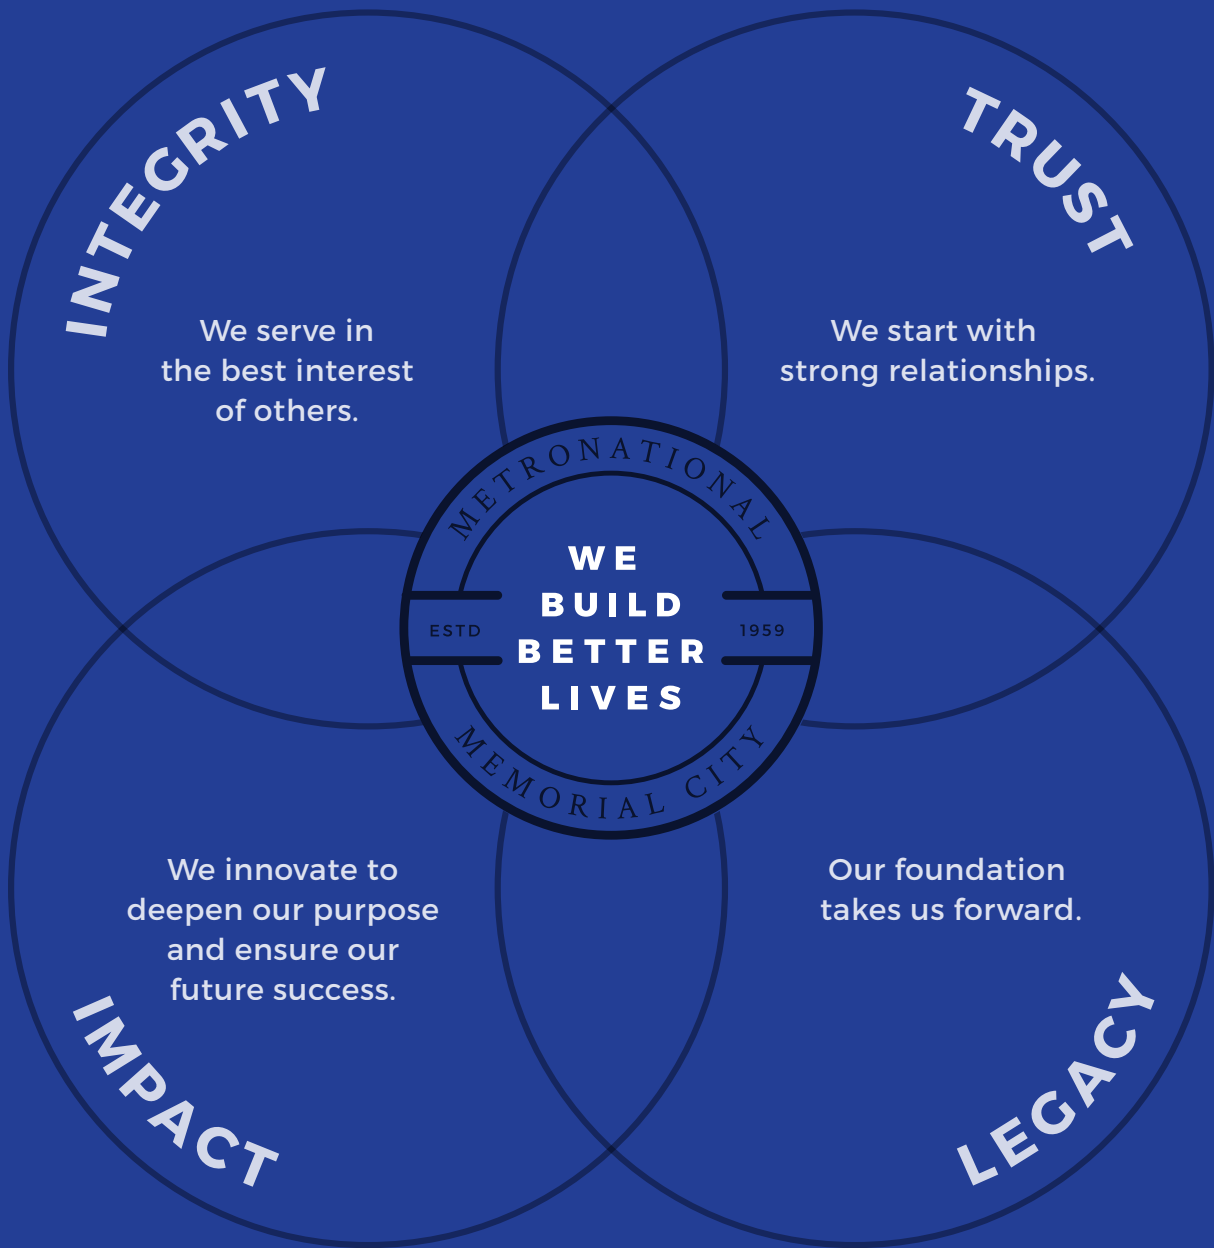 INTEGRITY
We serve in
the best interest
of others.
TRUST
We start with
strong relationships.
METRONATIONAL
ESTD
1959
WE
BUILD
BETTER
LIVES
MEMORIAL CITY
We innovate to
deepen our purpose
and ensure our
future success.
IMPACT
Our foundation
takes us forward.
LEGACY